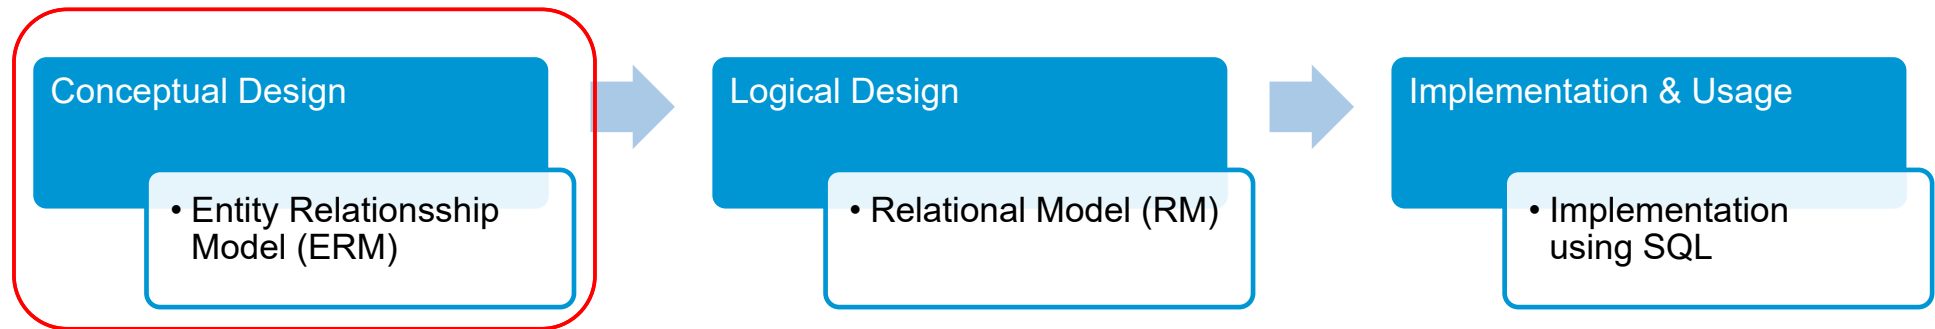 Conceptual Design
• Entity Relationsship
Model (ERM)
Logical Design
• Relational Model (RM)
Implementation & Usage
• Implementation
using SQL